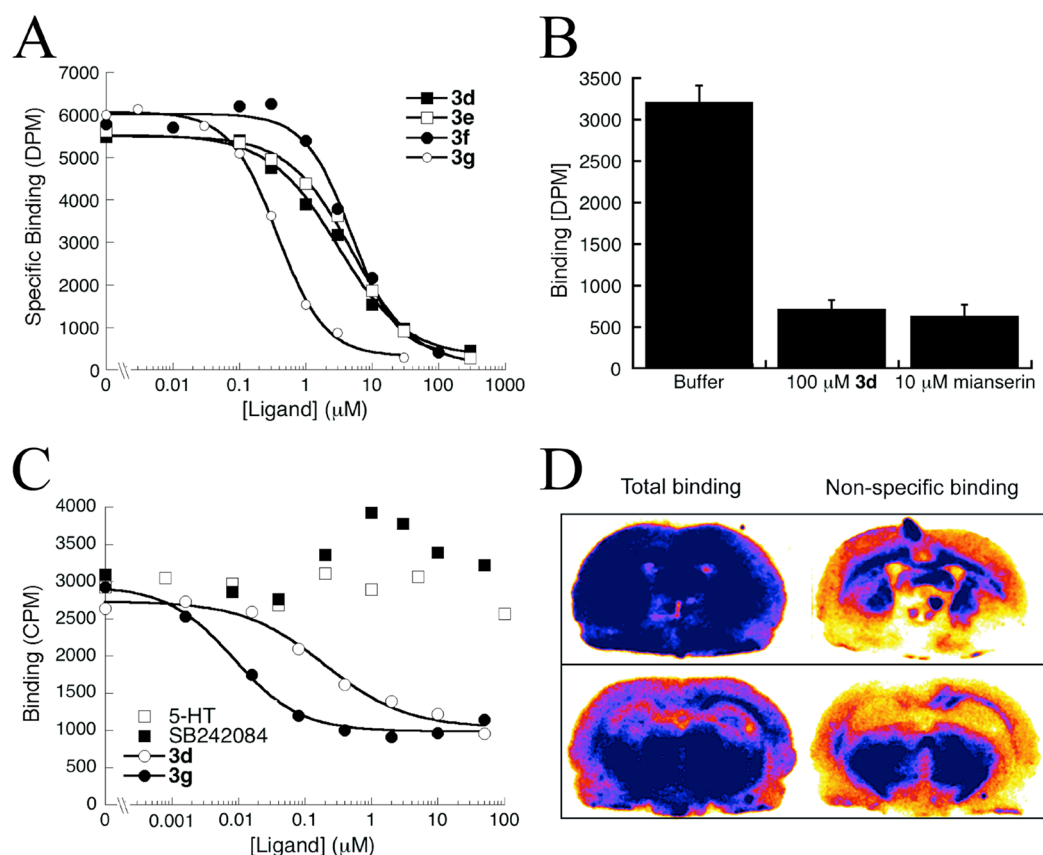 A
Specific Binding (DPM)
7000
6000
5000
4000
3000
2000
1000
0
3d
3e
3f
3g
0 0.01 0.1 1 10 100 1000
[Ligand] (μM)
B
Binding [DPM]
3500
3000
2500
2000
1500
1000
500
0
Buffer 100 μM 3d 10 μM mianserin
C
Binding (CPM)
4000
3500
3000
2500
2000
1500
1000
500
0
5-HT
SB242084
3d
3g
0 0.001 0.01 0.1 1 10 100
[Ligand] (μM)
D
Total binding Non-specific binding